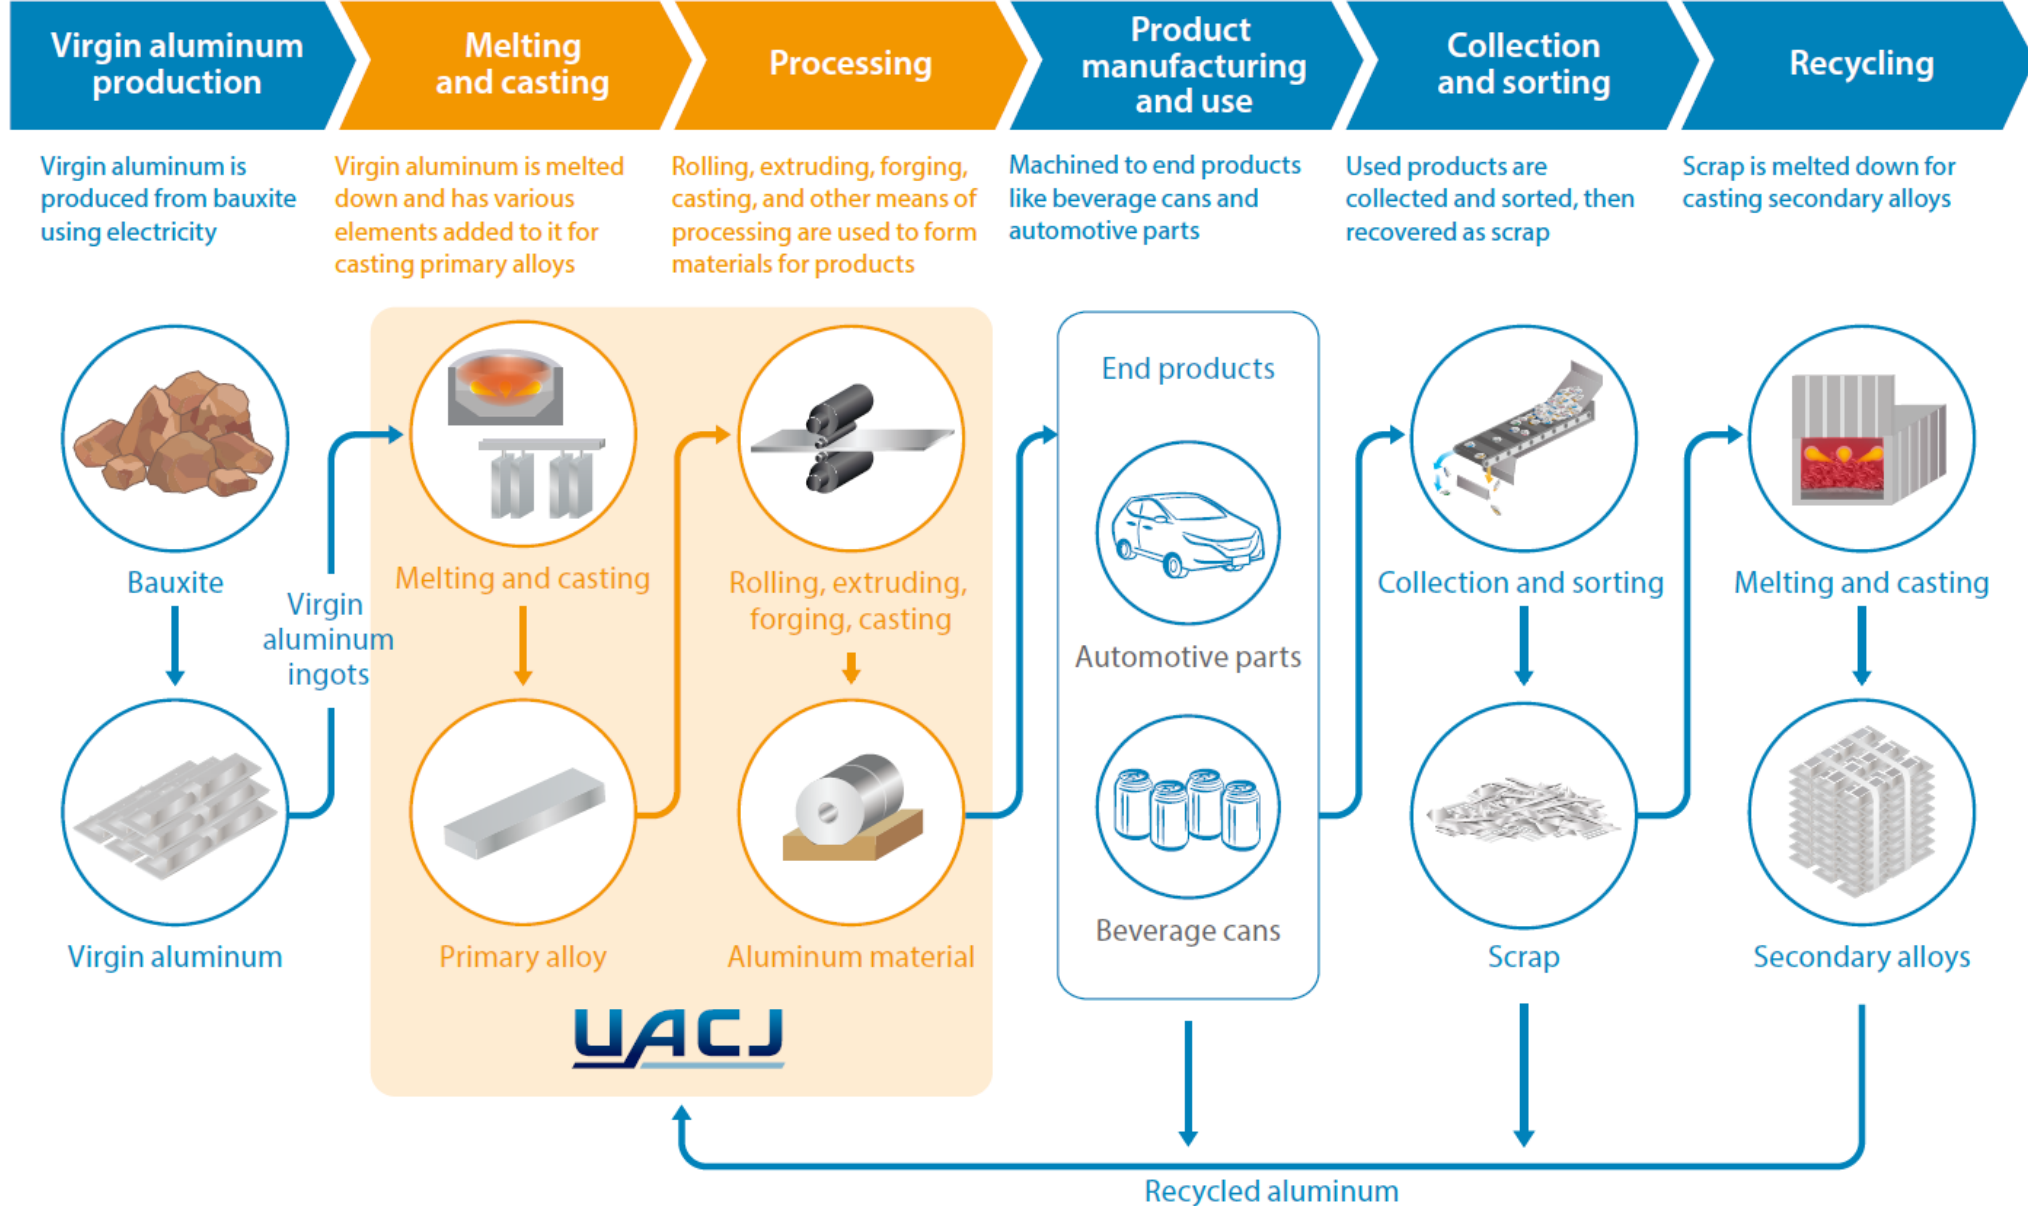 Virgin aluminum
production
Melting
and casting
Processing
Product
manufacturing
and use
Collection
and sorting
Recycling
Virgin aluminum is
produced from bauxite
using electricity
Virgin aluminum is melted
down and has various
elements added to it for
casting primary alloys
Rolling, extruding, forging,
casting, and other means of
processing are used to form
materials for products
Machined to end products
like beverage cans and
automotive parts
Used products are
collected and sorted, then
recovered as scrap
Scrap is melted down for
casting secondary alloys
Bauxite
Virgin
aluminum
ingots
Virgin aluminum
Melting and casting
Primary alloy
Rolling, extruding,
forging, casting
Aluminum material
UACJ
End products
Automotive parts
Beverage cans
Collection and sorting
Scrap
Melting and casting
Secondary alloys
Recycled aluminum